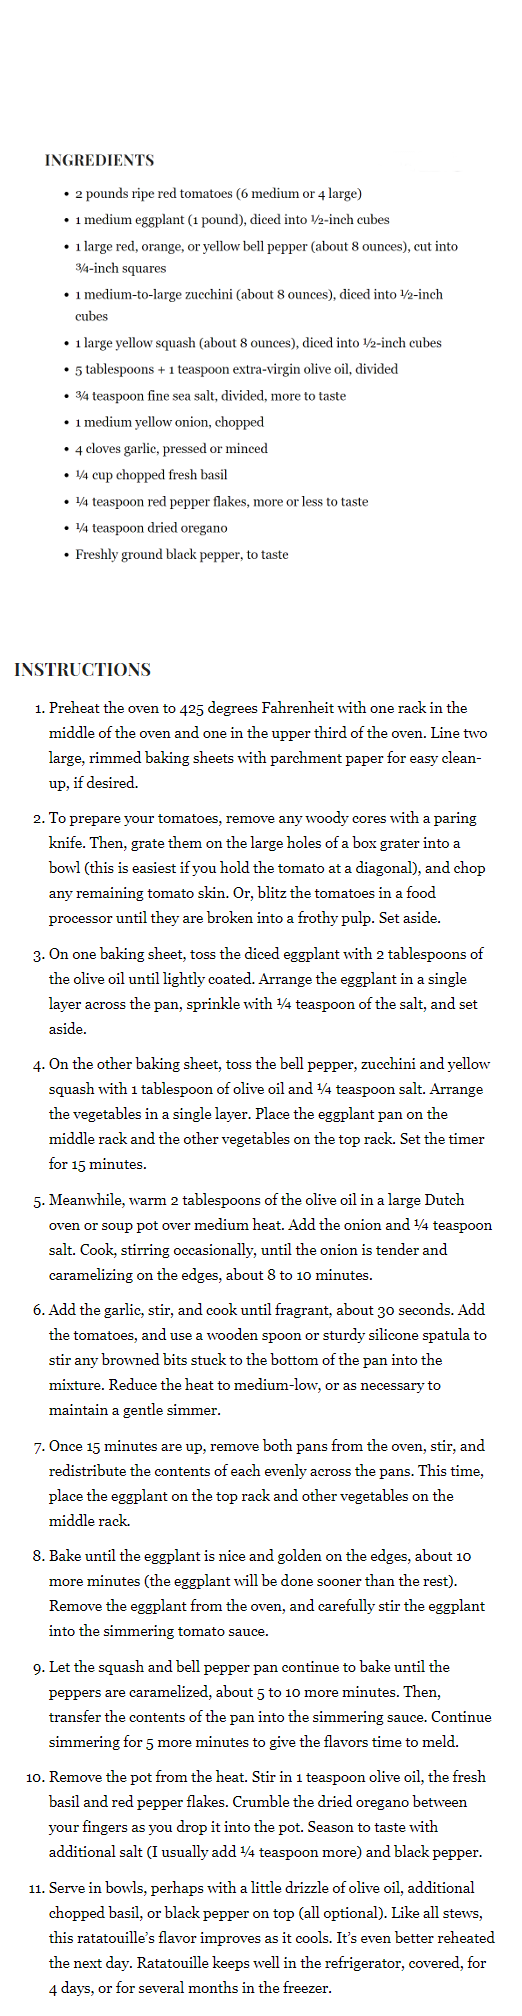 INGREDIENTS
• 2 pounds ripe red tomatoes (6 medium or 4 large)
• 1 medium eggplant (1 pound), diced into ½-inch cubes
• 1 large red, orange, or yellow bell pepper (about 8 ounces), cut into
¾-inch squares
• 1 medium-to-large zucchini (about 8 ounces), diced into ½-inch
cubes
• 1 large yellow squash (about 8 ounces), diced into ½-inch cubes
• 5 tablespoons + 1 teaspoon extra-virgin olive oil, divided
• ¾ teaspoon fine sea salt, divided, more to taste
• 1 medium yellow onion, chopped
• 4 cloves garlic, pressed or minced
• ¼ cup chopped fresh basil
• ¼ teaspoon red pepper flakes, more or less to taste
• ¼ teaspoon dried oregano
• Freshly ground black pepper, to taste
INSTRUCTIONS
1. Preheat the oven to 425 degrees Fahrenheit with one rack in the
middle of the oven and one in the upper third of the oven. Line two
large, rimmed baking sheets with parchment paper for easy clean-
up, if desired.
2. To prepare your tomatoes, remove any woody cores with a paring
knife. Then, grate them on the large holes of a box grater into a
bowl (this is easiest if you hold the tomato at a diagonal), and chop
any remaining tomato skin. Or, blitz the tomatoes in a food
processor until they are broken into a frothy pulp. Set aside.
3. On one baking sheet, toss the diced eggplant with 2 tablespoons of
the olive oil until lightly coated. Arrange the eggplant in a single
layer across the pan, sprinkle with ¼ teaspoon of the salt, and set
aside.
4. On the other baking sheet, toss the bell pepper, zucchini and yellow
squash with 1 tablespoon of olive oil and ¼ teaspoon salt. Arrange
the vegetables in a single layer. Place the eggplant pan on the
middle rack and the other vegetables on the top rack. Set the timer
for 15 minutes.
5. Meanwhile, warm 2 tablespoons of the olive oil in a large Dutch
oven or soup pot over medium heat. Add the onion and ¼ teaspoon
salt. Cook, stirring occasionally, until the onion is tender and
caramelizing on the edges, about 8 to 10 minutes.
6. Add the garlic, stir, and cook until fragrant, about 30 seconds. Add
the tomatoes, and use a wooden spoon or sturdy silicone spatula to
stir any browned bits stuck to the bottom of the pan into the
mixture. Reduce the heat to medium-low, or as necessary to
maintain a gentle simmer.
7. Once 15 minutes are up, remove both pans from the oven, stir, and
redistribute the contents of each evenly across the pans. This time,
place the eggplant on the top rack and other vegetables on the
middle rack.
8. Bake until the eggplant is nice and golden on the edges, about 10
more minutes (the eggplant will be done sooner than the rest).
Remove the eggplant from the oven, and carefully stir the eggplant
into the simmering tomato sauce.
9. Let the squash and bell pepper pan continue to bake until the
peppers are caramelized, about 5 to 10 more minutes. Then,
transfer the contents of the pan into the simmering sauce. Continue
simmering for 5 more minutes to give the flavors time to meld.
10. Remove the pot from the heat. Stir in 1 teaspoon olive oil, the fresh
basil and red pepper flakes. Crumble the dried oregano between
your fingers as you drop it into the pot. Season to taste with
additional salt (I usually add ¼ teaspoon more) and black pepper.
11. Serve in bowls, perhaps with a little drizzle of olive oil, additional
chopped basil, or black pepper on top (all optional). Like all stews,
this ratatouille’s flavor improves as it cools. It’s even better reheated
the next day. Ratatouille keeps well in the refrigerator, covered, for
4 days, or for several months in the freezer.